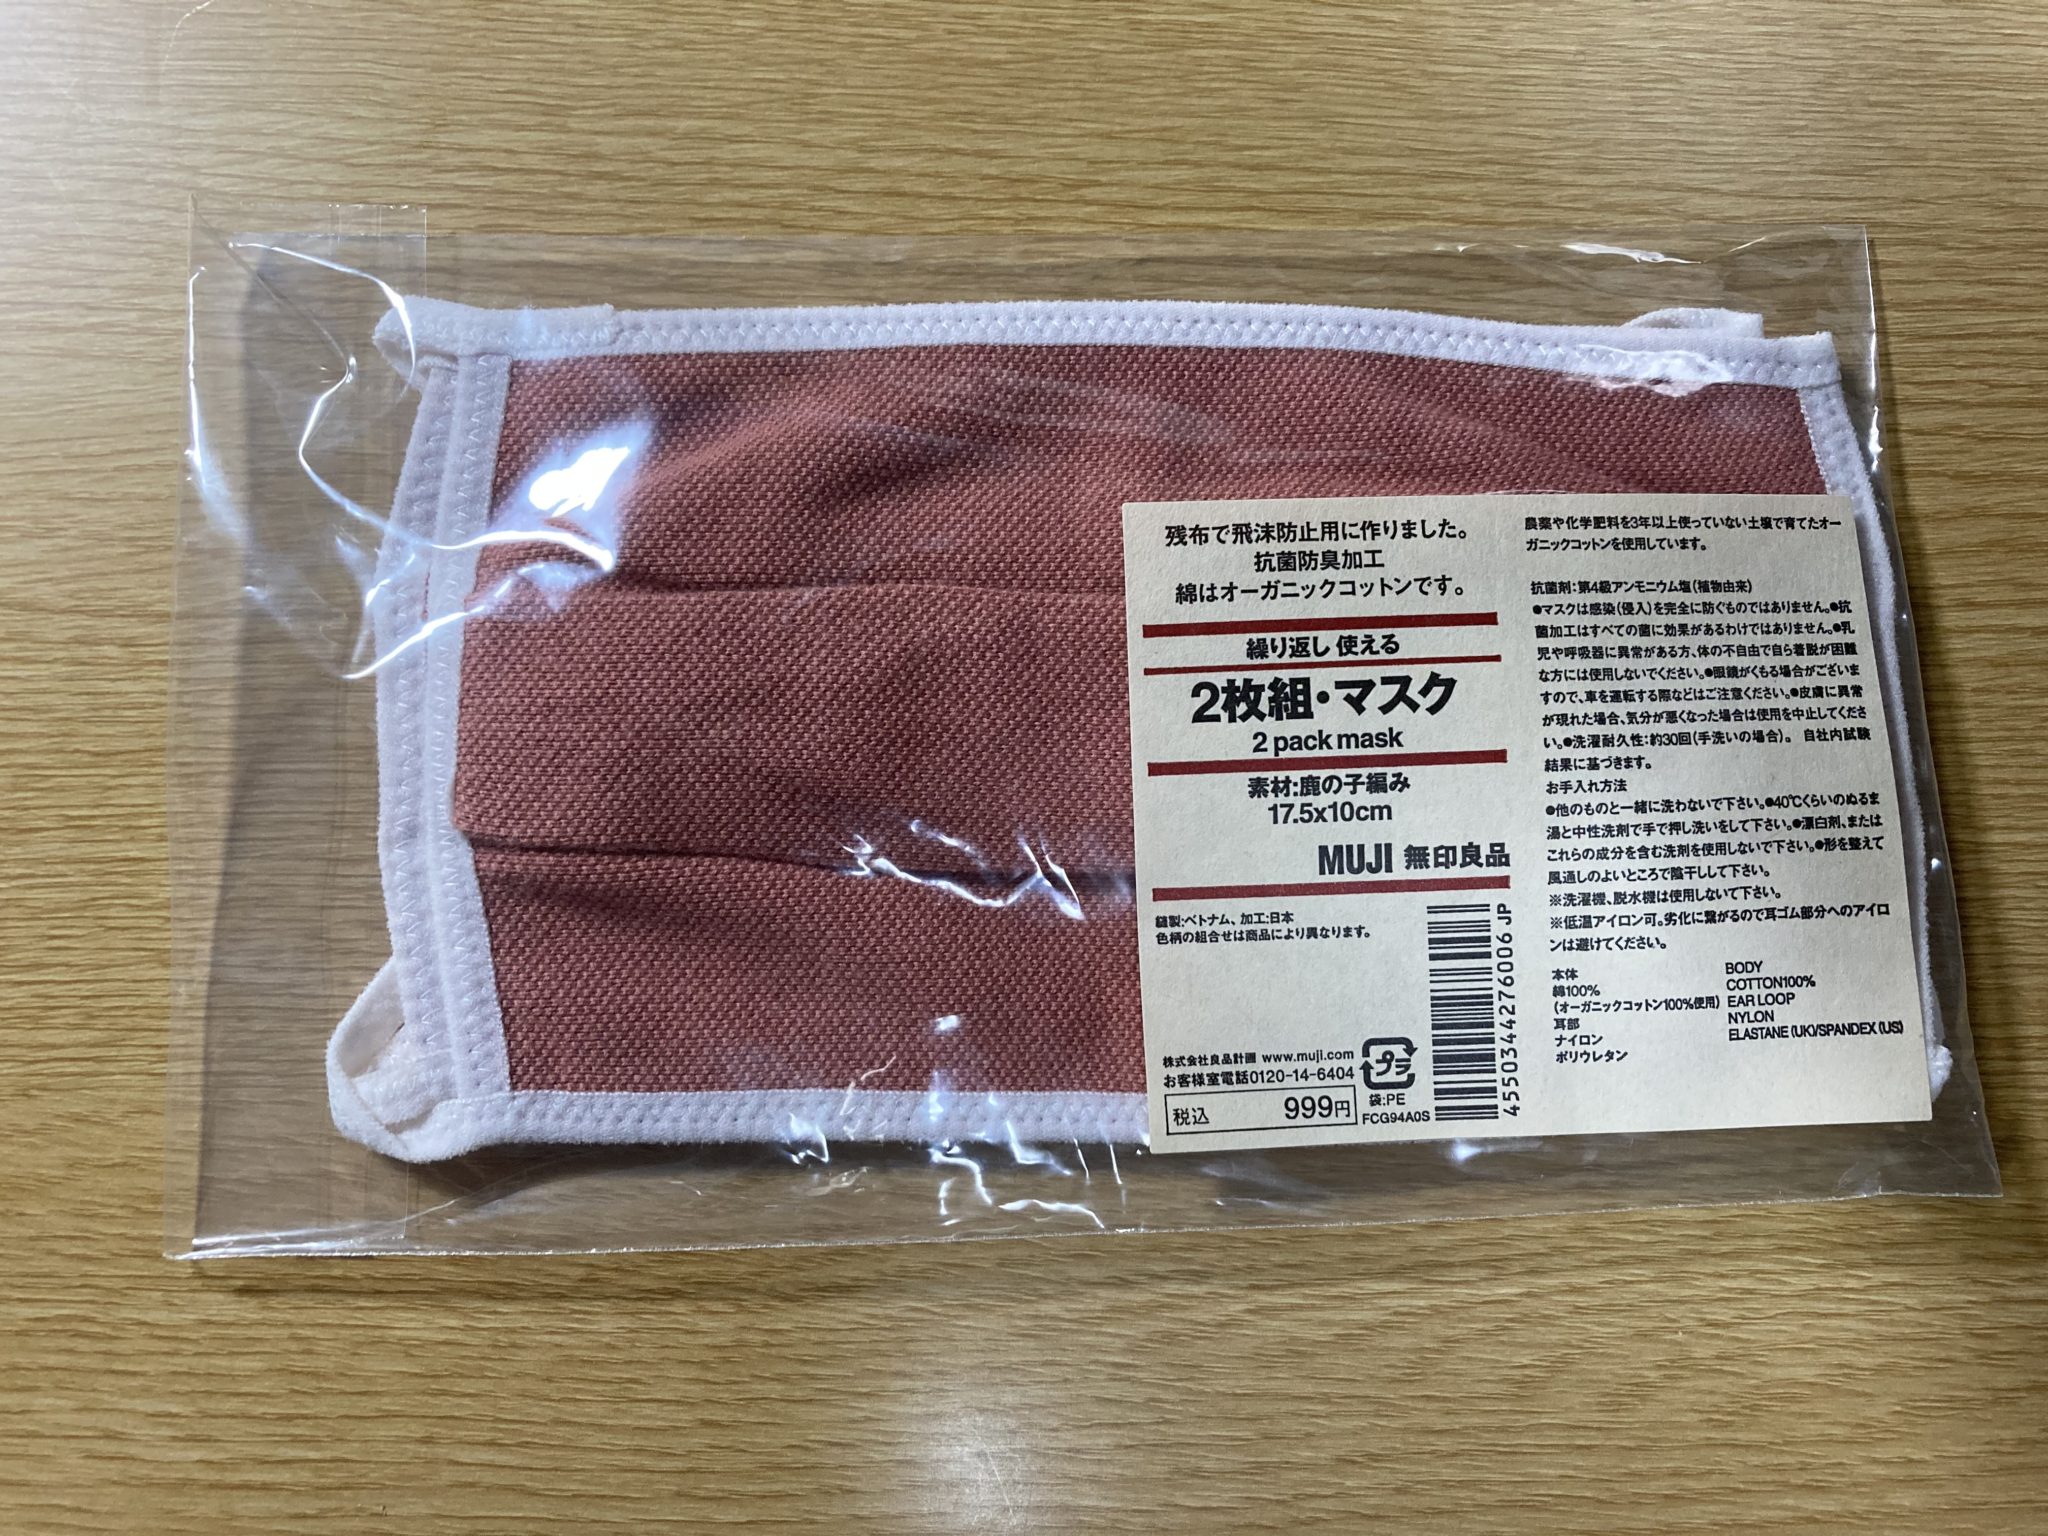 残布で飛沫防止用に作りました。
抗菌防臭加工
綿はオーガニックコットンです。
繰り返し使える
2枚組・マスク
2 pack mask
素材:鹿の子編み
17.5x10cm
MUJI 無印良品
縫製:ベトナム、加工:日本
色柄の組合せは商品により異なります。
株式会社良品計画 www.muji.com
お客様室電話0120-14-6404
税込 999円
プラ
袋:PE
FCG94A0S
4550344276006 JP
農薬や化学肥料を3年以上使っていない土壌で育てたオー
ガニックコットンを使用しています。
抗菌剤:第4級アンモニウム塩(植物由来)
●マスクは感染(侵入)を完全に防ぐものではありません。●抗
菌加工はすべての菌に効果があるわけではありません。●乳
児や呼吸器に異常がある方、体の不自由で自ら着脱が困難
な方には使用しないでください。●眼鏡がくもる場合がございま
すので、車を運転する際などはご注意ください。●皮膚に異常
が現れた場合、気分が悪くなった場合は使用を中止してくださ
い。●洗濯耐久性:約30回(手洗いの場合)。 自社内試験
結果に基づきます。
お手入れ方法
●他のものと一緒に洗わないで下さい。●40℃くらいのぬるま
湯と中性洗剤で手で押し洗いをして下さい。●漂白剤、または
これらの成分を含む洗剤を使用しないで下さい。●形を整えて
風通しのよいところで陰干しして下さい。
※洗濯機、脱水機は使用しないで下さい。
※低温アイロン可。劣化に繋がるので耳ゴム部分へのアイロ
ンは避けてください。
本体
綿100%
(オーガニックコットン100%使用)
耳部
ナイロン
ポリウレタン
BODY
COTTON100%
EAR LOOP
NYLON
ELASTANE (UK)/SPANDEX (US)